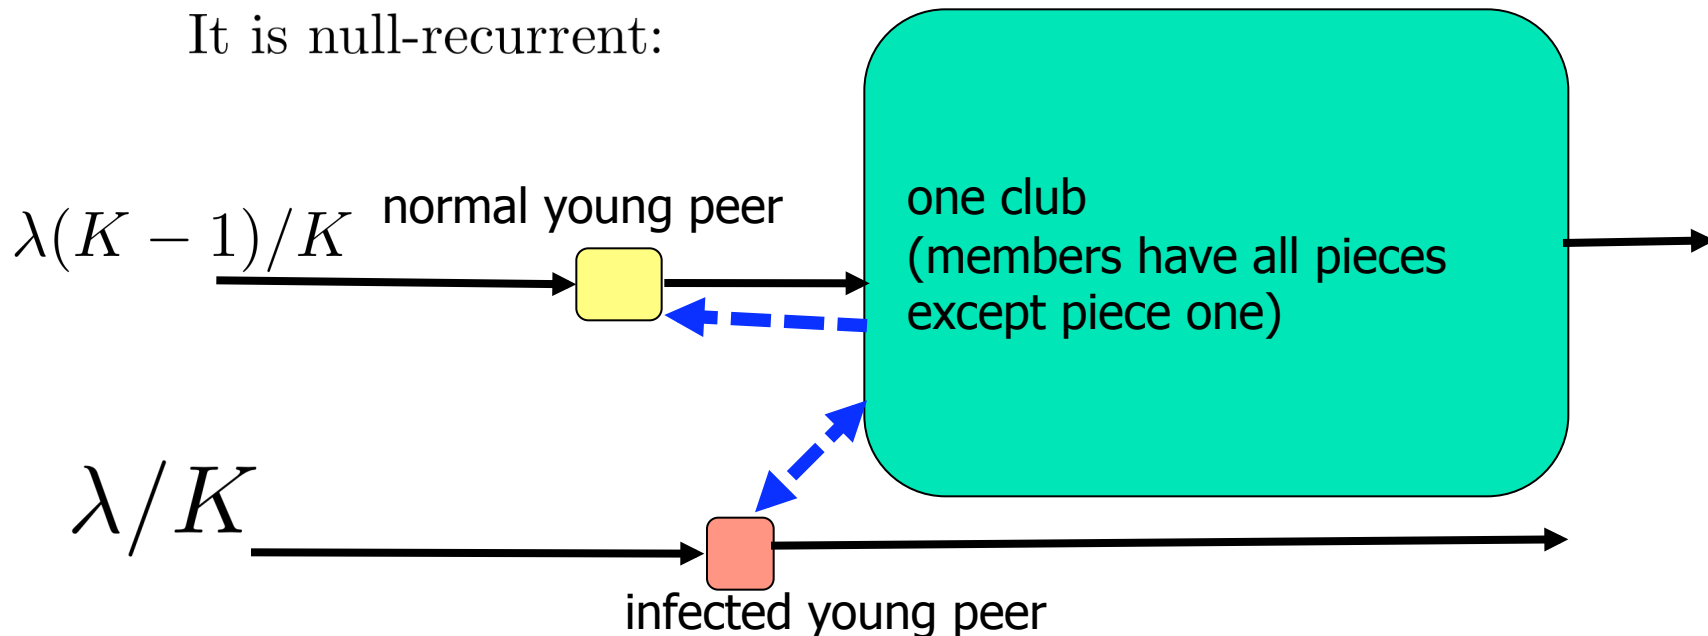 It is null-recurrent:
λ(K − 1)/K
normal young peer
one club
(members have all pieces
except piece one)
λ/K
infected young peer